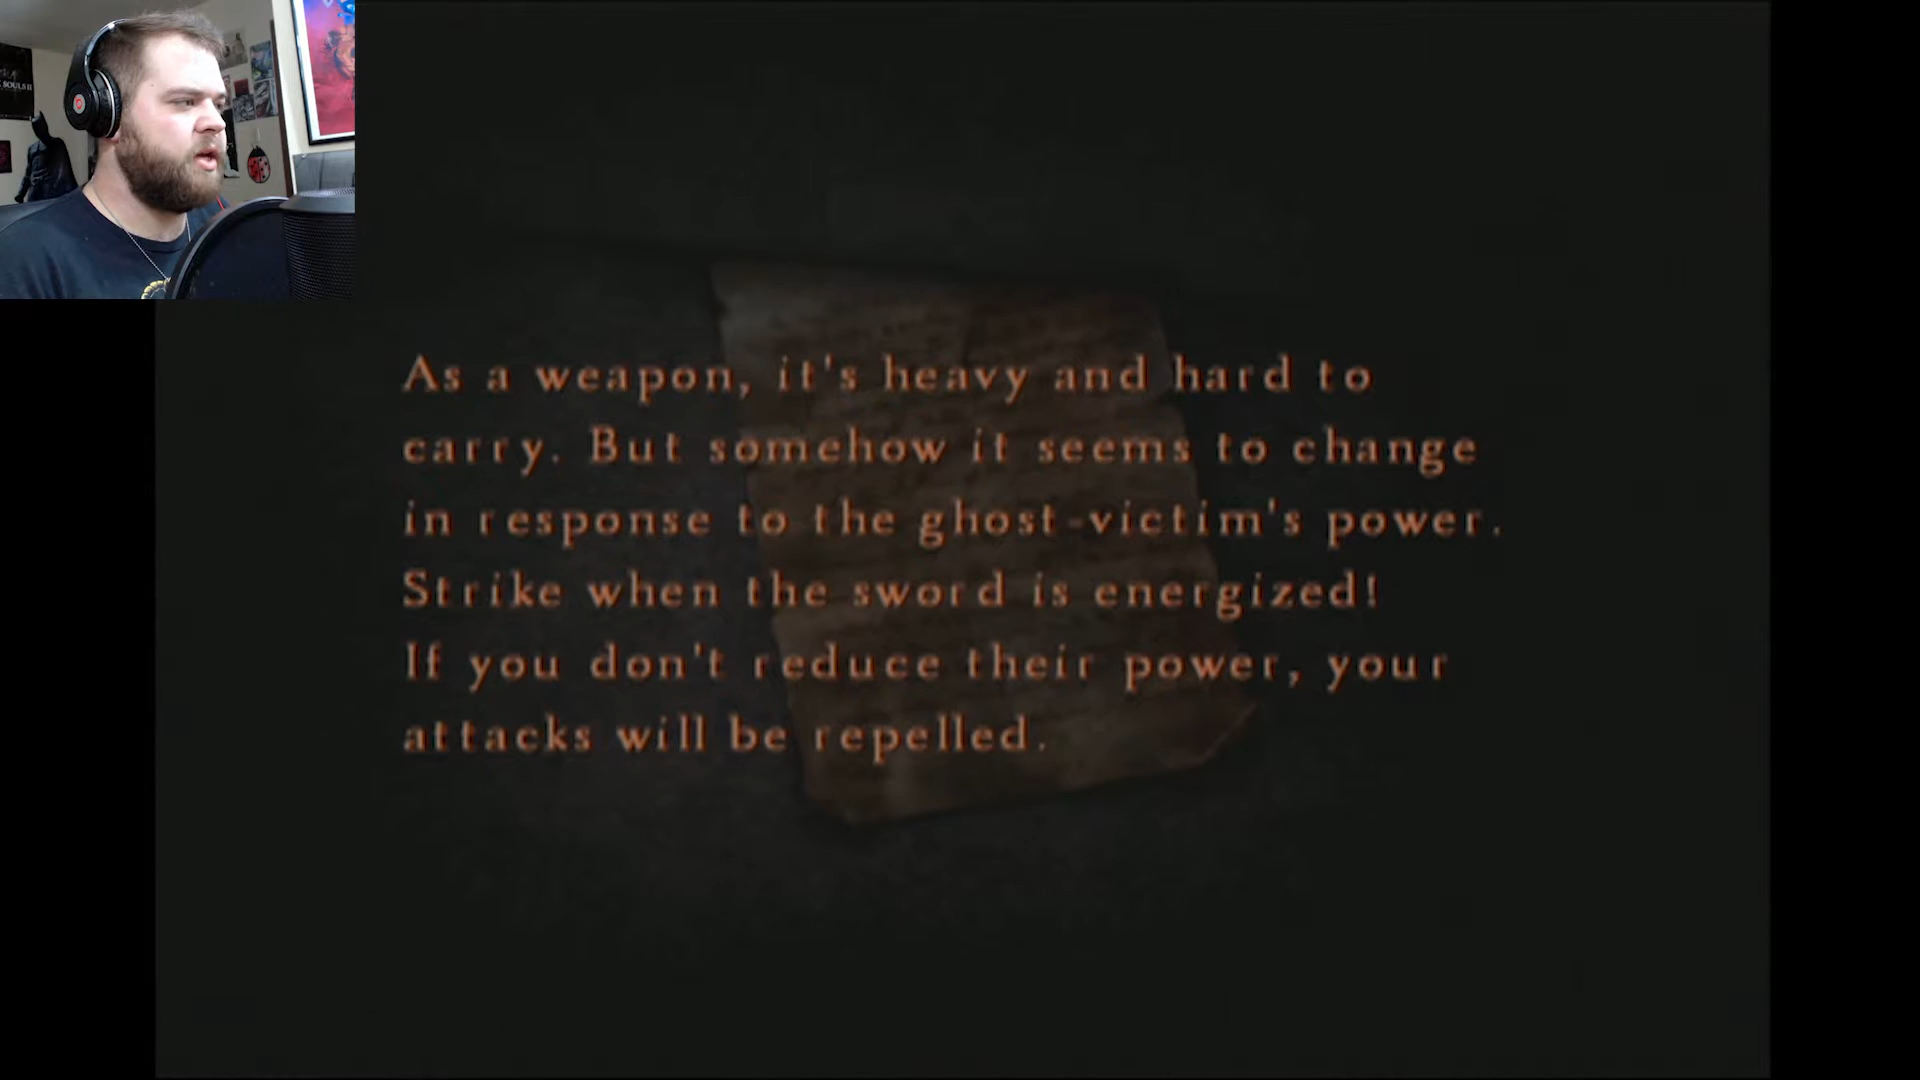 SOULS II
As a weapon, it's heavy and hard to
carry. But somehow it seems to change
in response to the ghost-victim's power.
Strike when the sword is energized!
If you don't reduce their power, your
attacks will be repelled.